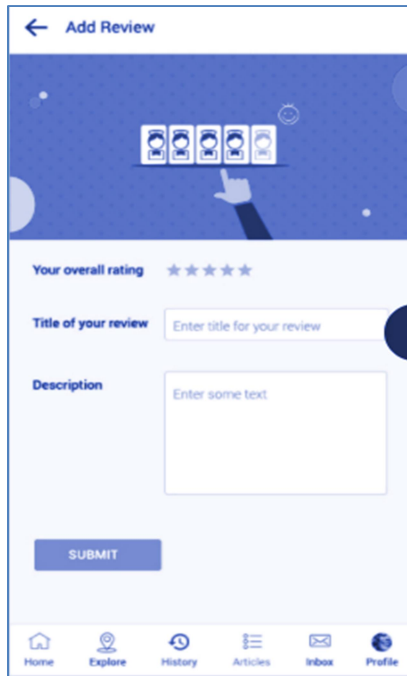 Add Review
Your overall rating
Title of your review
Enter title for your review
Description
Enter some text
SUBMIT
Home Explore History Articles Inbox Profile